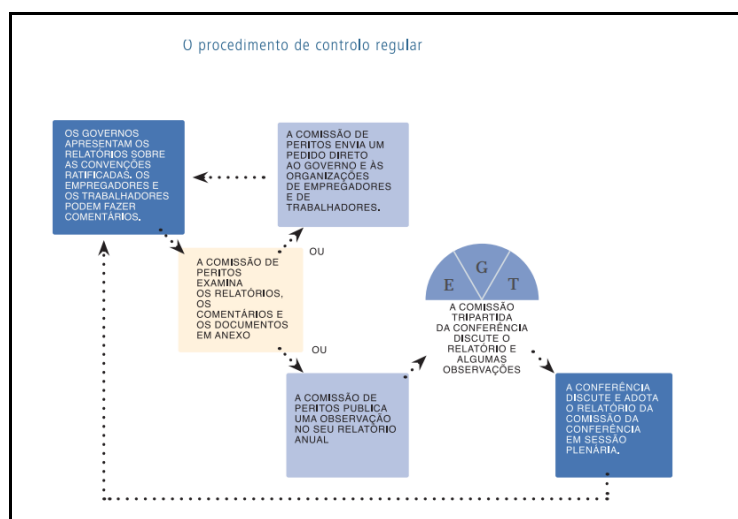 O procedimento de controlo regular
OS GOVERNOS
APRESENTAM OS
RELATÓRIOS SOBRE
AS CONVENÇÕES
RATIFICADAS. OS
EMPREGADORES E
OS TRABALHADORES
PODEM FAZER
COMENTÁRIOS.
A COMISSÃO DE
PERITOS ENVIA UM
PEDIDO DIRETO
AO GOVERNO E ÀS
ORGANIZAÇÕES
DE EMPREGADORES
E DE
TRABALHADORES.
OU
A COMISSÃO DE
PERITOS
EXAMINA
OS RELATÓRIOS,
OS
COMENTÁRIOS E
OS DOCUMENTOS
EM ANEXO
OU
A COMISSÃO DE
PERITOS PUBLICA
UMA OBSERVAÇÃO
NO SEU RELATÓRIO
ANUAL
E G T
A COMISSÃO
TRIPARTIDA
DA CONFERÊNCIA
DISCUTE O
RELATÓRIO E
ALGUMAS
OBSERVAÇÕES
A CONFERÊNCIA
DISCUTE E ADOTA
O RELATÓRIO DA
COMISSÃO DA
CONFERÊNCIA
EM SESSÃO
PLENÁRIA.